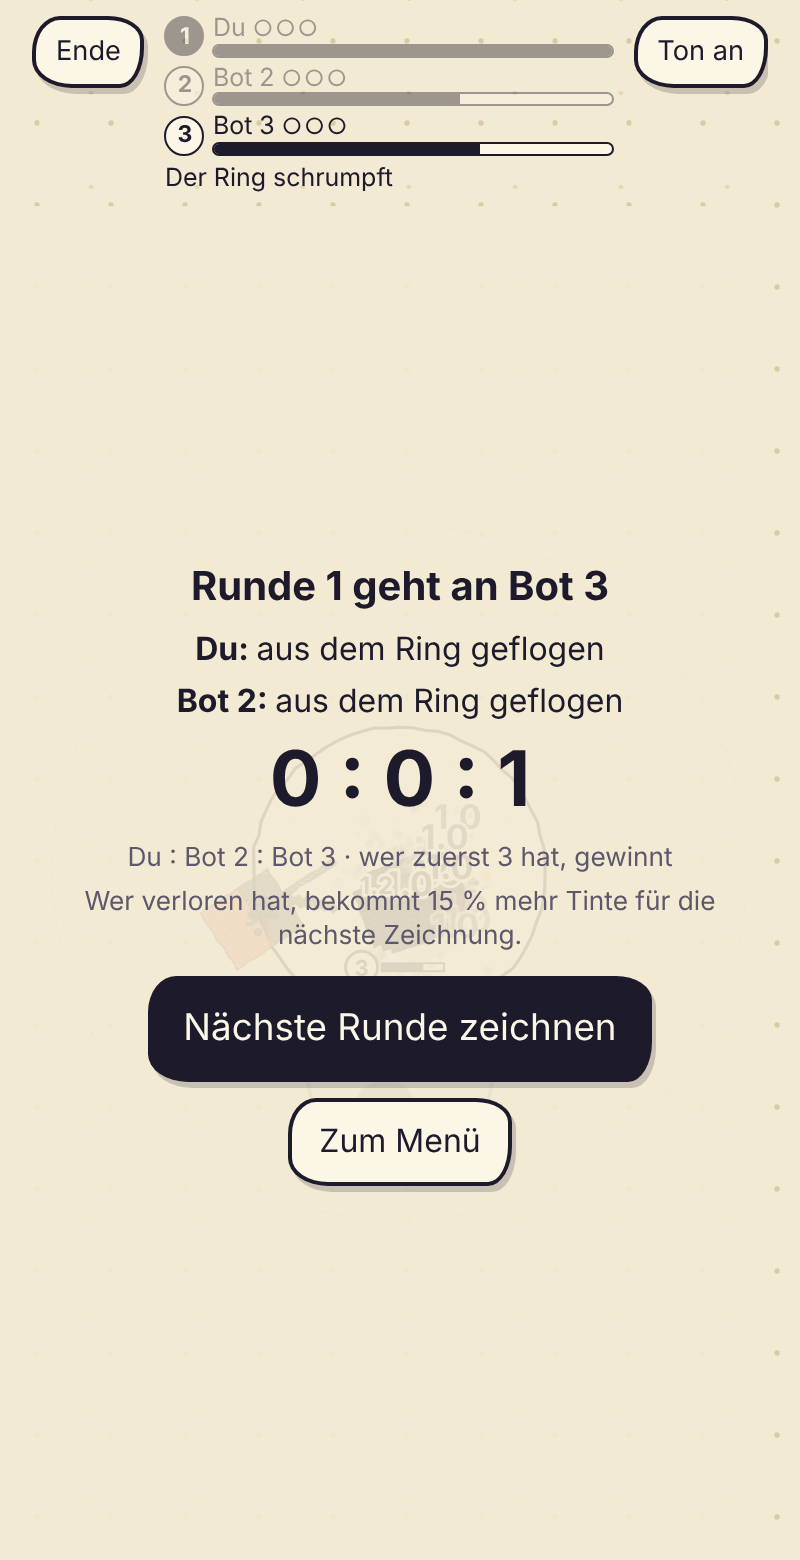 Ende
1 Du
2 Bot 2
3 Bot 3
Der Ring schrumpft
Ton an
Runde 1 geht an Bot 3
Du: aus dem Ring geflogen
Bot 2: aus dem Ring geflogen
0 : 0 : 1
Du : Bot 2 : Bot 3 · wer zuerst 3 hat, gewinnt
Wer verloren hat, bekommt 15 % mehr Tinte für die
nächste Zeichnung.
3
Nächste Runde zeichnen
Zum Menü